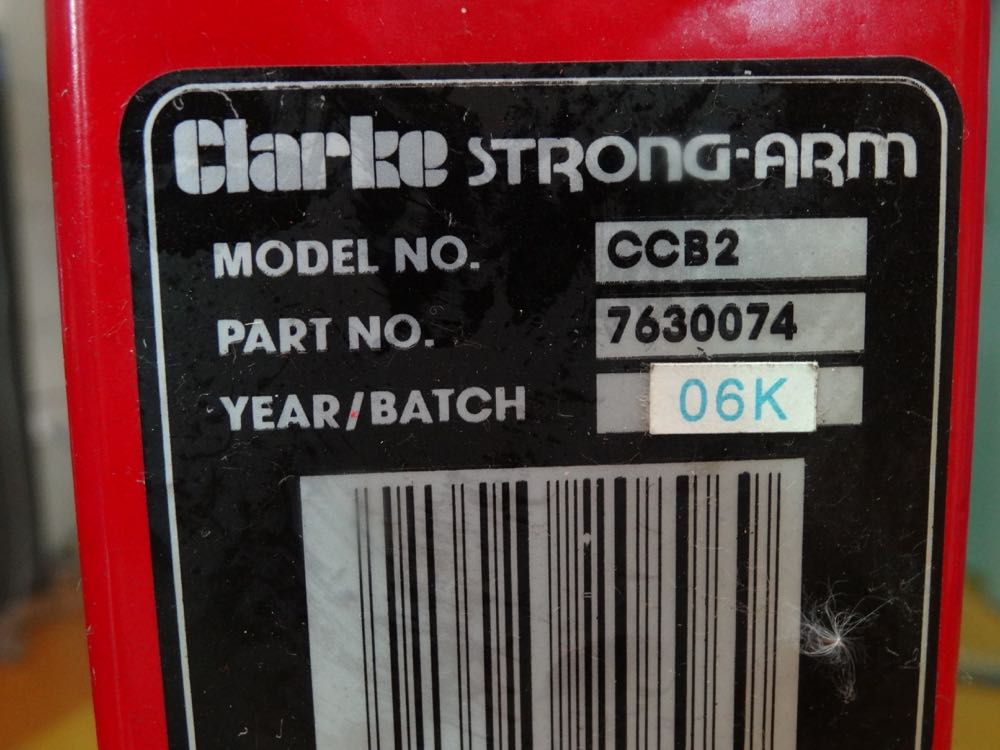 Clarke STRONG-ARM
MODEL NO. CCB2
PART NO. 7630074
YEAR/BATCH 06K